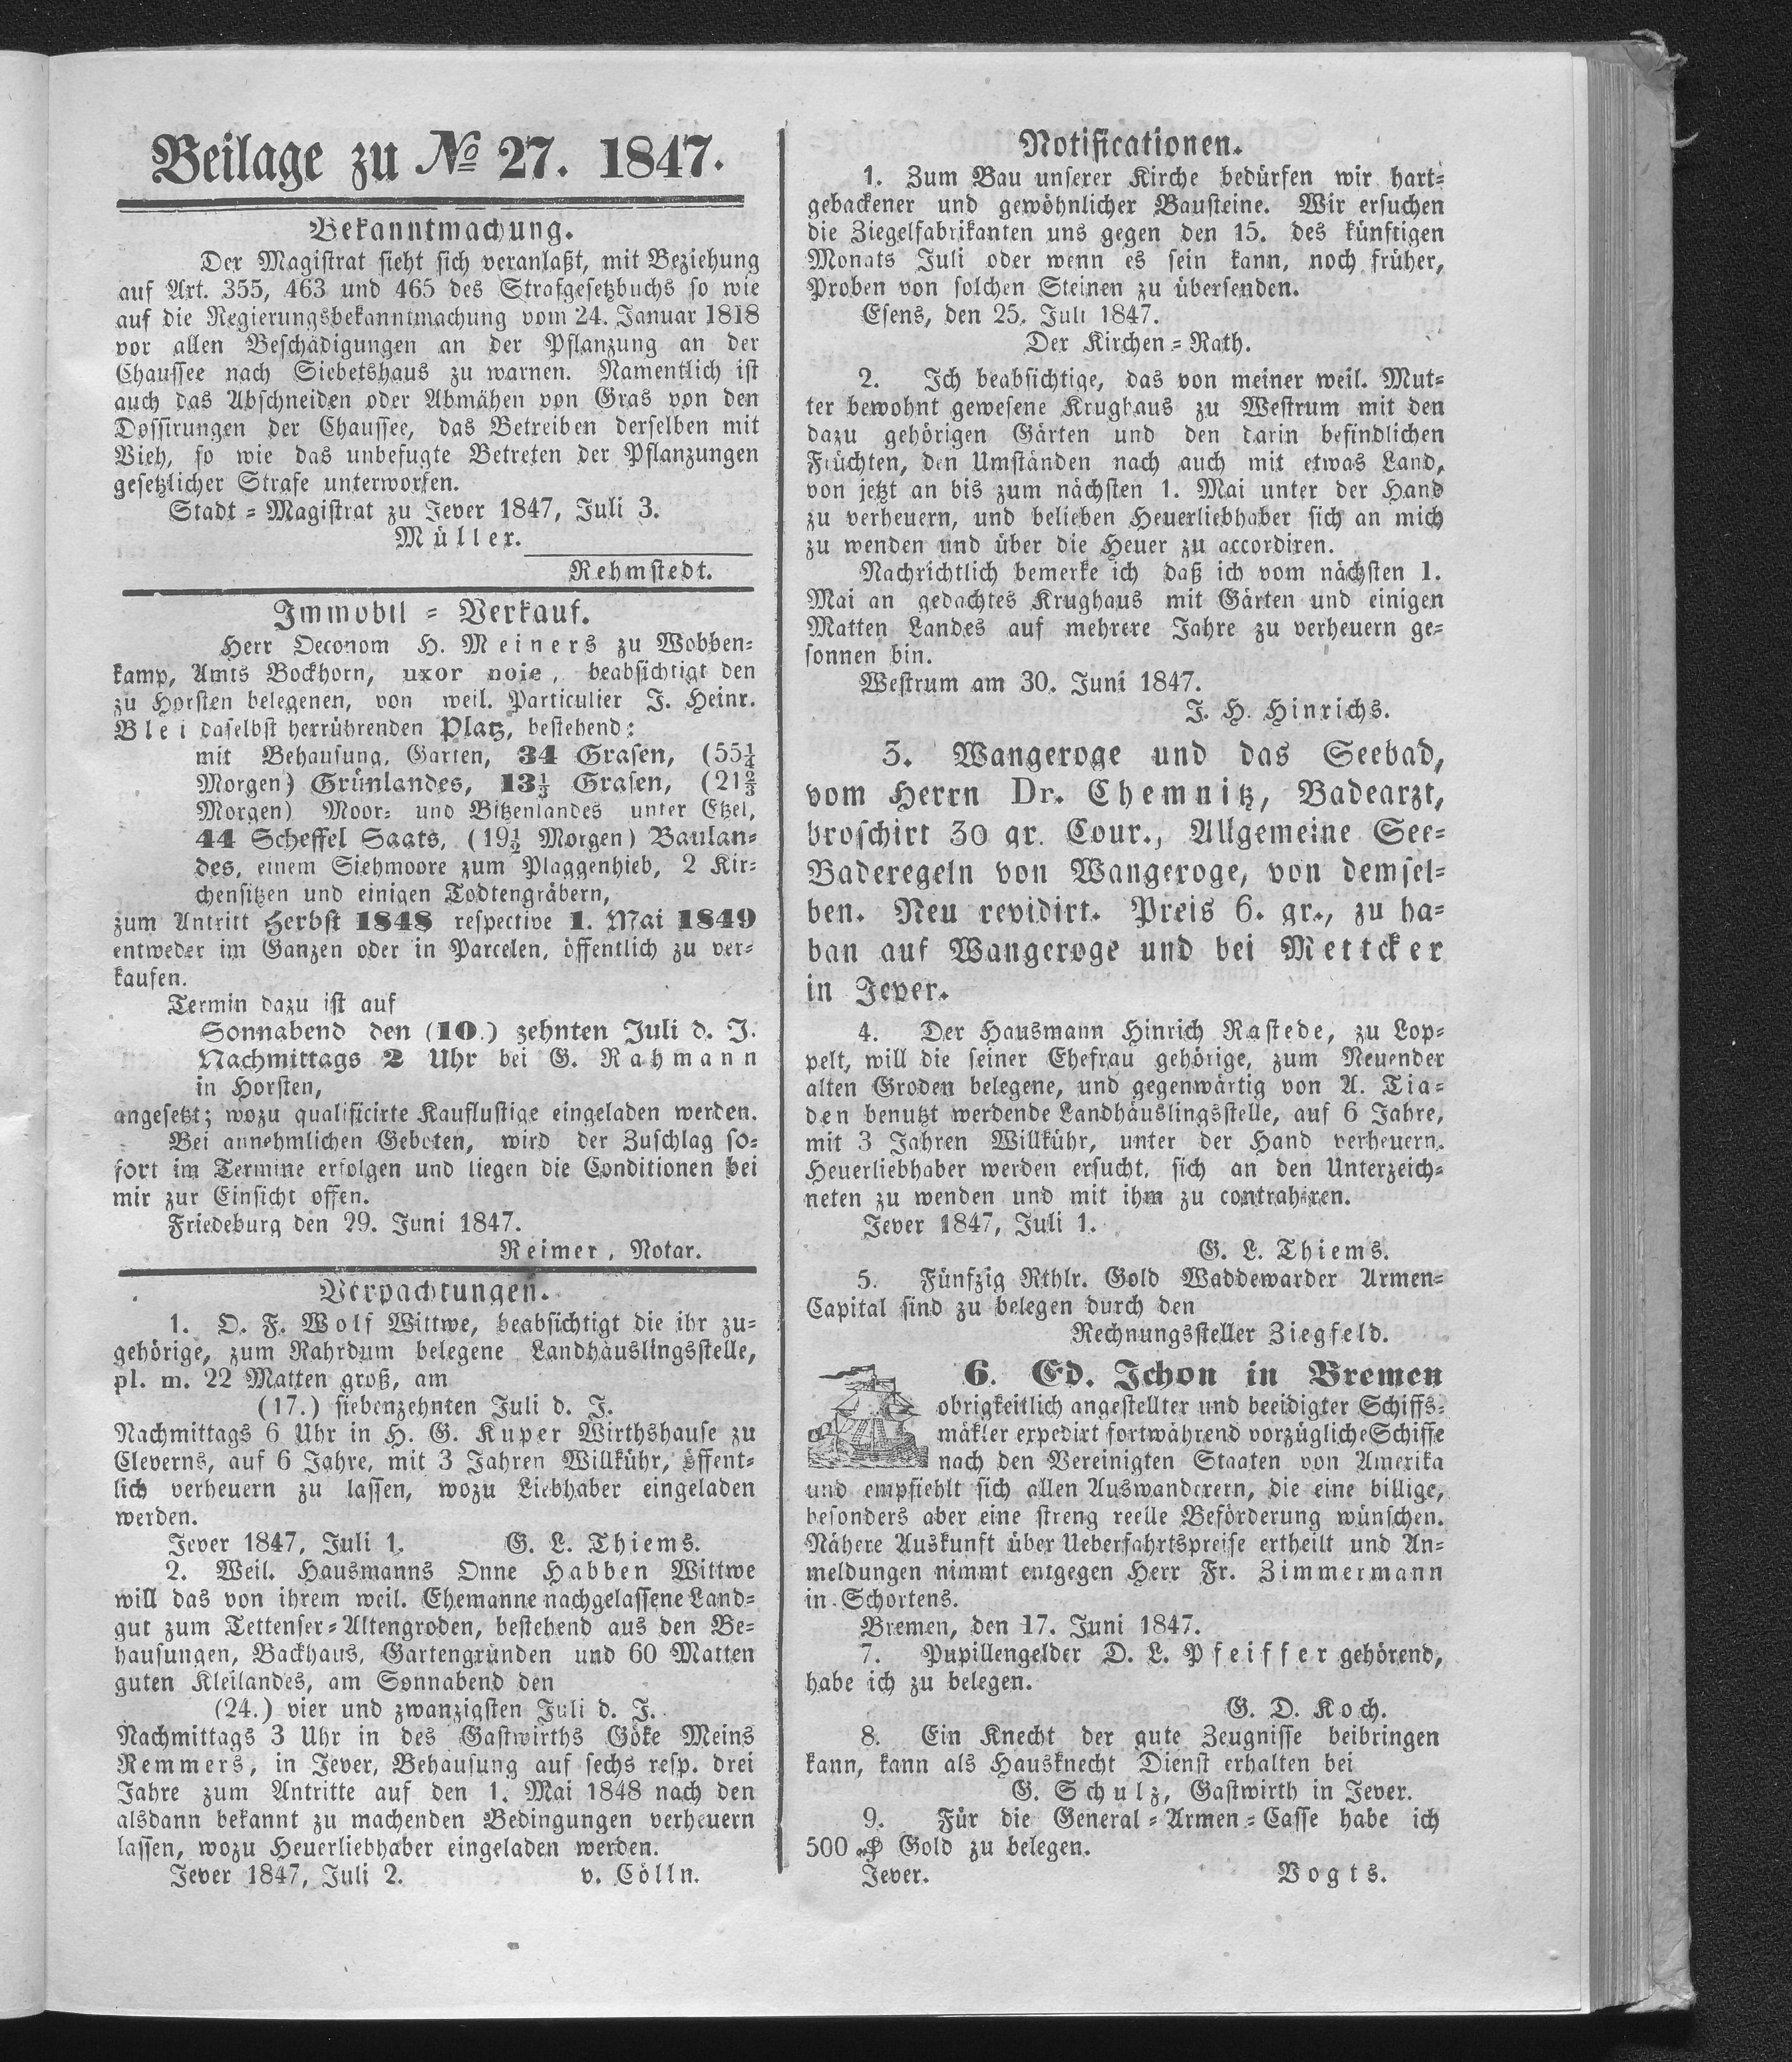 Beilage zu No 27. 1847.
Bekanntmachung.
Der Magistrat sieht sich veranlaßt, mit Beziehung
auf Art. 355, 463 und 465 des Strafgesetzbuchs so wie
auf die Regierungsbekanntmachung vom 24. Januar 1818
vor allen Beschädigungen an der Pflanzung an der
Chaussee nach Siebetshaus zu warnen. Namentlich ist
auch das Abschneiden oder Abmähen von Gras von den
Dossirungen der Chaussee, das Betreiben derselben mit
Vieh, so wie das unbefugte Betreten der Pflanzungen
gesetzlicher Strafe unterworfen.
Stadt-Magistrat zu Jever 1847, Juli 3.
Müller.
Rehmstedt.
Immobil-Verkauf.
Herr Oeconom H. Meiners zu Wobben-
kamp, Amts Bockhorn, uxor noie, beabsichtigt den
zu Horsten belegenen, von weil. Particulier J. Heinr.
Blei daselbst herrührenden Platz, bestehend:
mit Behausung, Garten, 34 Grasen, (55¼
Morgen) Grünlandes, 13⅓ Grasen, (21⅔
Morgen) Moor- und Bitzenlandes unter Etzel,
44 Scheffel Saats, (19½ Morgen) Baulan-
des, einem Siehmoore zum Plaggenhieb, 2 Kir-
chensitzen und einigen Todtengräbern,
zum Antritt Herbst 1848 respective 1. Mai 1849
entweder im Ganzen oder in Parcelen, öffentlich zu ver-
kaufen.
Termin dazu ist auf
Sonnabend den (10.) zehnten Juli d. J.
Nachmittags 2 Uhr bei G. Rahmann
in Horsten,
angesetzt; wozu qualificirte Kauflustige eingeladen werden.
Bei annehmlichen Geboten, wird der Zuschlag so-
fort im Termine erfolgen und liegen die Conditionen bei
mir zur Einsicht offen.
Friedeburg den 29. Juni 1847.
Reimer, Notar.
Verpachtungen.
1. O. F. Wolf Wittwe, beabsichtigt die ihr zu-
gehörige, zum Rahrdum belegene Landhäuslingsstelle,
pl. m. 22 Matten groß, am
(17.) siebenzehnten Juli d. J.
Nachmittags 6 Uhr in H. G. Kuper Wirthshause zu
Cleverns, auf 6 Jahre, mit 3 Jahren Willkühr, öffent-
lich verheuern zu lassen, wozu Liebhaber eingeladen
werden.
Jever 1847, Juli 1. G. L. Thiems.
2. Weil. Hausmanns Onne Habben Wittwe
will das von ihrem weil. Ehemanne nachgelassene Land-
gut zum Tettenser-Altengroden, bestehend aus den Be-
hausungen, Backhaus, Gartengründen und 60 Matten
guten Kleilandes, am Sonnabend den
(24.) vier und zwanzigsten Juli d. J.
Nachmittags 3 Uhr in des Gastwirths Göke Meins
Remmers, in Jever, Behausung auf sechs resp. drei
Jahre zum Antritte auf den 1. Mai 1848 nach den
alsdann bekannt zu machenden Bedingungen verheuern
lassen, wozu Heuerliebhaber eingeladen werden.
Jever 1847, Juli 2. v. Cölln.
Notificationen.
1. Zum Bau unserer Kirche bedürfen wir hart-
gebackener und gewöhnlicher Bausteine. Wir ersuchen
die Ziegelfabrikanten uns gegen den 15. des künftigen
Monats Juli oder wenn es sein kann, noch früher,
Proben von solchen Steinen zu übersenden.
Esens, den 25. Juli 1847.
Der Kirchen-Rath.
2. Ich beabsichtige, das von meiner weil. Mut-
ter bewohnt gewesene Krughaus zu Westrum mit den
dazu gehörigen Gärten und den darin befindlichen
Früchten, den Umständen nach auch mit etwas Land,
von jetzt an bis zum nächsten 1. Mai unter der Hand
zu verheuern, und belieben Heuerliebhaber sich an mich
zu wenden und über die Heuer zu accordiren.
Nachrichtlich bemerke ich daß ich vom nächsten 1.
Mai an gedachtes Krughaus mit Gärten und einigen
Matten Landes auf mehrere Jahre zu verheuern ge-
sonnen bin.
Westrum am 30. Juni 1847.
J. H. Hinrichs.
3. Wangeroge und das Seebad,
vom Herrn Dr. Chemnitz, Badearzt,
broschirt 30 gr. Cour., Allgemeine See-
Baderegeln von Wangeroge, von demsel-
ben. Neu revidirt. Preis 6. gr., zu ha-
ban auf Wangeroge und bei Mettcker
in Jever.
4. Der Hausmann Hinrich Rastede, zu Lop-
pelt, will die seiner Ehefrau gehörige, zum Neuender
alten Groden belegene, und gegenwärtig von A. Tia-
den benutzt werdende Landhäuslingsstelle, auf 6 Jahre,
mit 3 Jahren Willkühr, unter der Hand verheuern.
Heuerliebhaber werden ersucht, sich an den Unterzeich-
neten zu wenden und mit ihm zu contrahiren.
Jever 1847, Juli 1.
G. L. Thiems.
5. Fünfzig Rthlr. Gold Waddewarder Armen-
Capital sind zu belegen durch den
Rechnungssteller Ziegfeld.
6. Ed. Ichon in Bremen
obrigkeitlich angestellter und beeidigter Schiffs-
mäkler expedirt fortwährend vorzügliche Schiffe
nach den Vereinigten Staaten von Amerika
und empfiehlt sich allen Auswanderern, die eine billige,
besonders aber eine streng reelle Beförderung wünschen.
Nähere Auskunft über Ueberfahrtspreise ertheilt und An-
meldungen nimmt entgegen Herr Fr. Zimmermann
in Schortens.
Bremen, den 17. Juni 1847.
7. Pupillengelder D. L. Pfeiffer gehörend,
habe ich zu belegen.
G. D. Koch.
8. Ein Knecht der gute Zeugnisse beibringen
kann, kann als Hausknecht Dienst erhalten bei
G. Schulz, Gastwirth in Jever.
9. Für die General-Armen-Casse habe ich
500 ₰ Gold zu belegen.
Jever. Vogts.